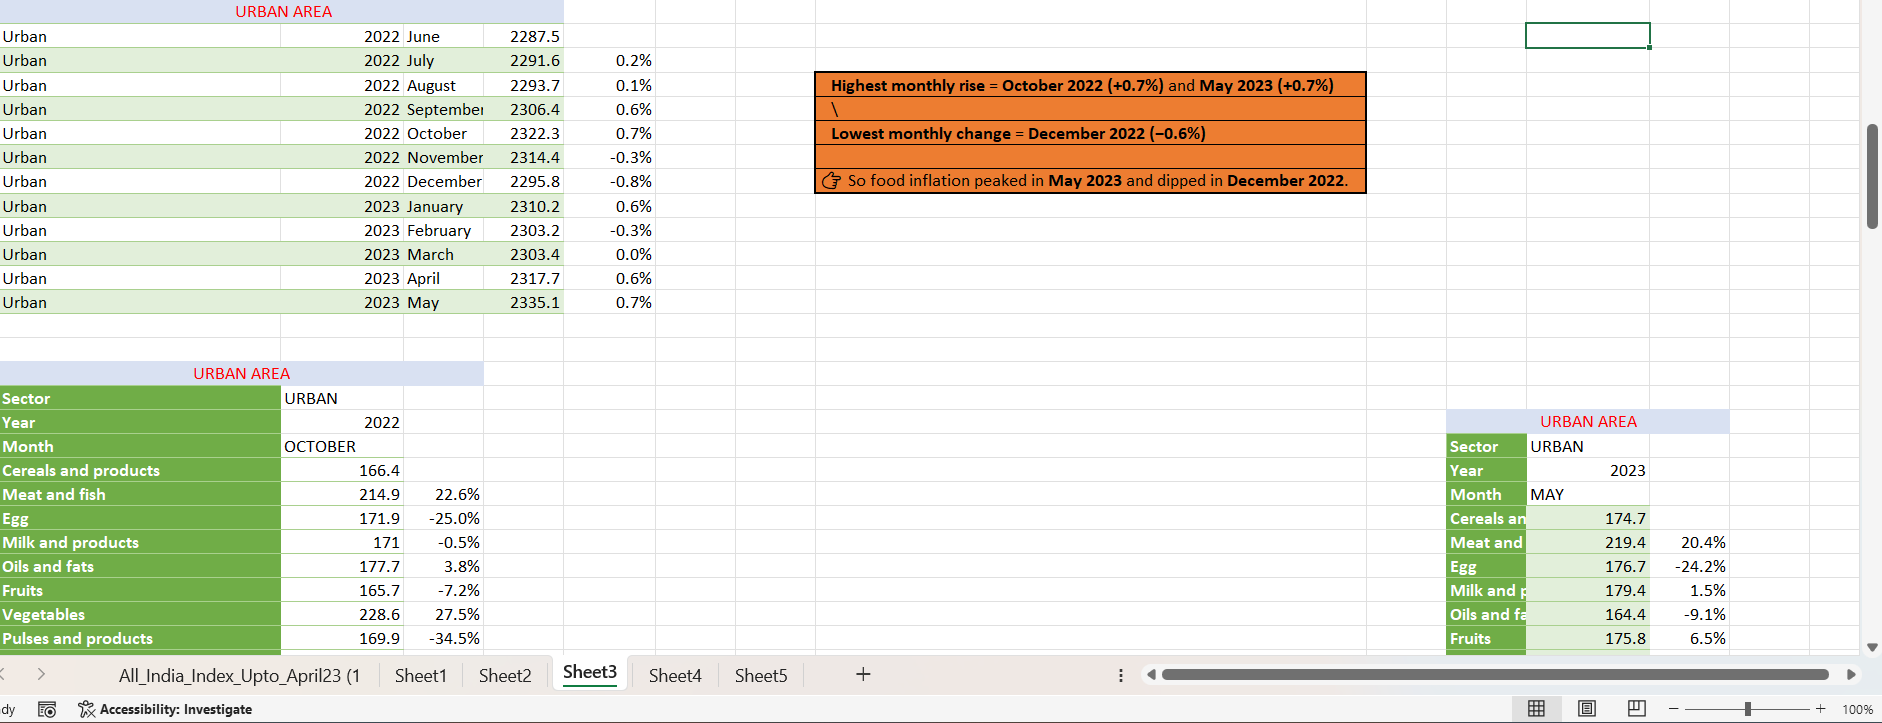 URBAN AREA
Urban 2022 June 2287.5
Urban 2022 July 2291.6 0.2%
Urban 2022 August 2293.7 0.1%
Urban 2022 September 2306.4 0.6%
Urban 2022 October 2322.3 0.7%
Urban 2022 November 2314.4 -0.3%
Urban 2022 December 2295.8 -0.8%
Urban 2023 January 2310.2 0.6%
Urban 2023 February 2303.2 -0.3%
Urban 2023 March 2303.4 0.0%
Urban 2023 April 2317.7 0.6%
Urban 2023 May 2335.1 0.7%
Highest monthly rise = October 2022 (+0.7%) and May 2023 (+0.7%)
\
Lowest monthly change = December 2022 (−0.6%)
👉 So food inflation peaked in May 2023 and dipped in December 2022.
URBAN AREA
Sector URBAN
Year 2022
Month OCTOBER
Cereals and products 166.4
Meat and fish 214.9 22.6%
Egg 171.9 -25.0%
Milk and products 171 -0.5%
Oils and fats 177.7 3.8%
Fruits 165.7 -7.2%
Vegetables 228.6 27.5%
Pulses and products 169.9 -34.5%
URBAN AREA
Sector URBAN
Year 2023
Month MAY
Cereals an 174.7
Meat and 219.4 20.4%
Egg 176.7 -24.2%
Milk and p 179.4 1.5%
Oils and fa 164.4 -9.1%
Fruits 175.8 6.5%
All_India_Index_Upto_April23 (1 Sheet1 Sheet2 Sheet3 Sheet4 Sheet5 +
dy Accessibility: Investigate 100%